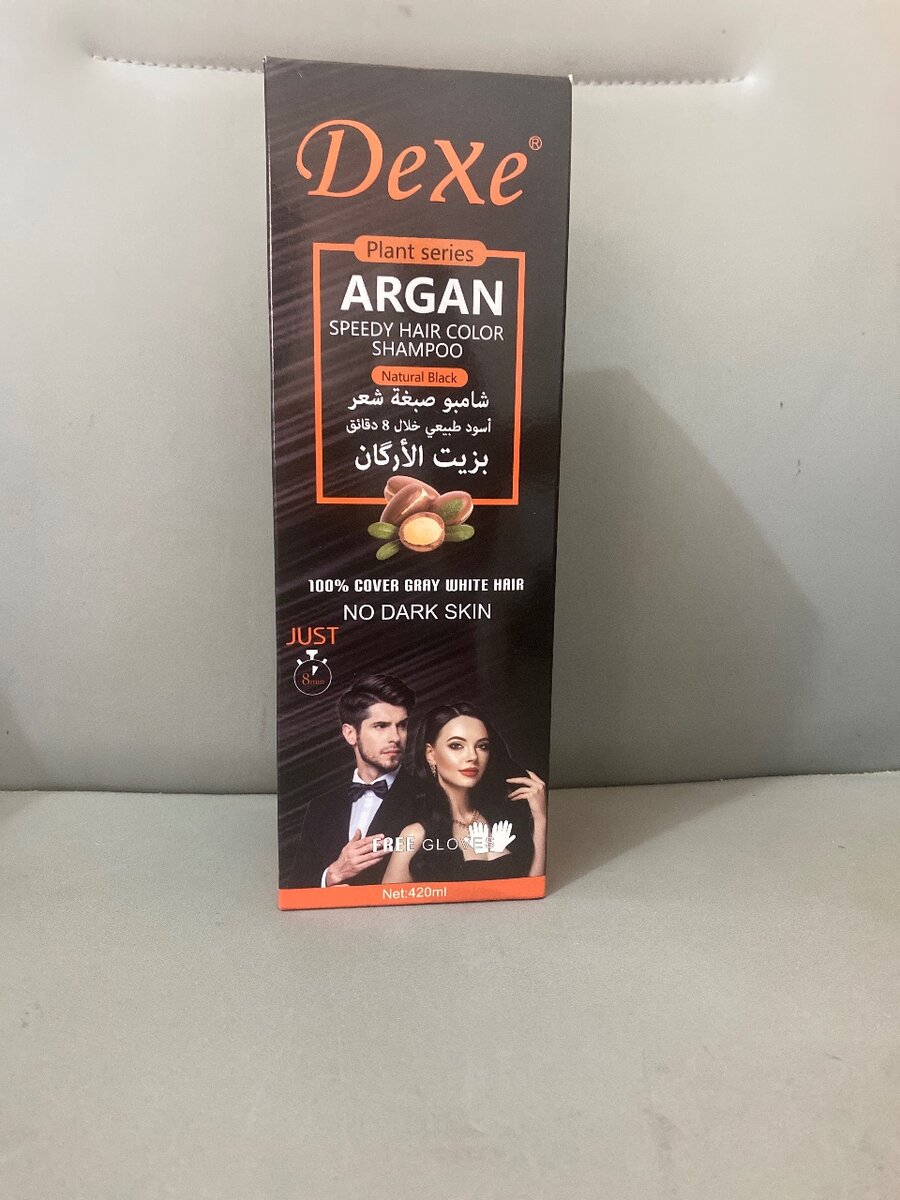 DeXe®
Plant series
ARGAN
SPEEDY HAIR COLOR
SHAMPOO
Natural Black
شامبو صبغة شعر
أسود طبيعي خلال 8 دقائق
بزيت الأرگان
100% COVER GRAY WHITE HAIR
NO DARK SKIN
JUST
8min
FREE GLOVES
Net:420ml